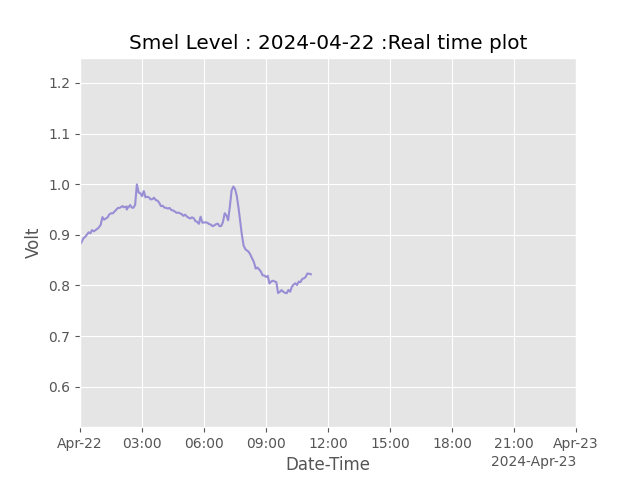 Smel Level : 2024-04-22 :Real time plot
1.2
1.1
1.0
0.9
0.8
0.7
0.6
Volt
Apr-22 03:00 06:00 09:00 12:00 15:00 18:00 21:00 Apr-23
2024-Apr-23
Date-Time